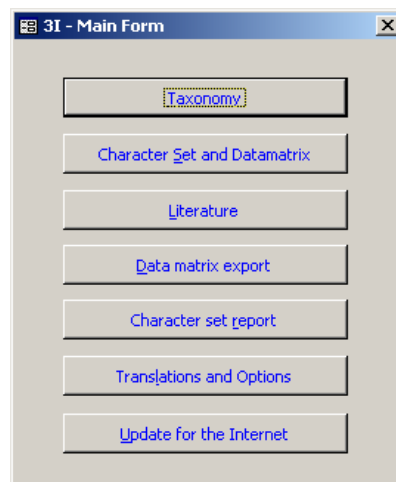 3I - Main Form
Taxonomy
Character Set and Datamatrix
Literature
Data matrix export
Character set report
Translations and Options
Update for the Internet